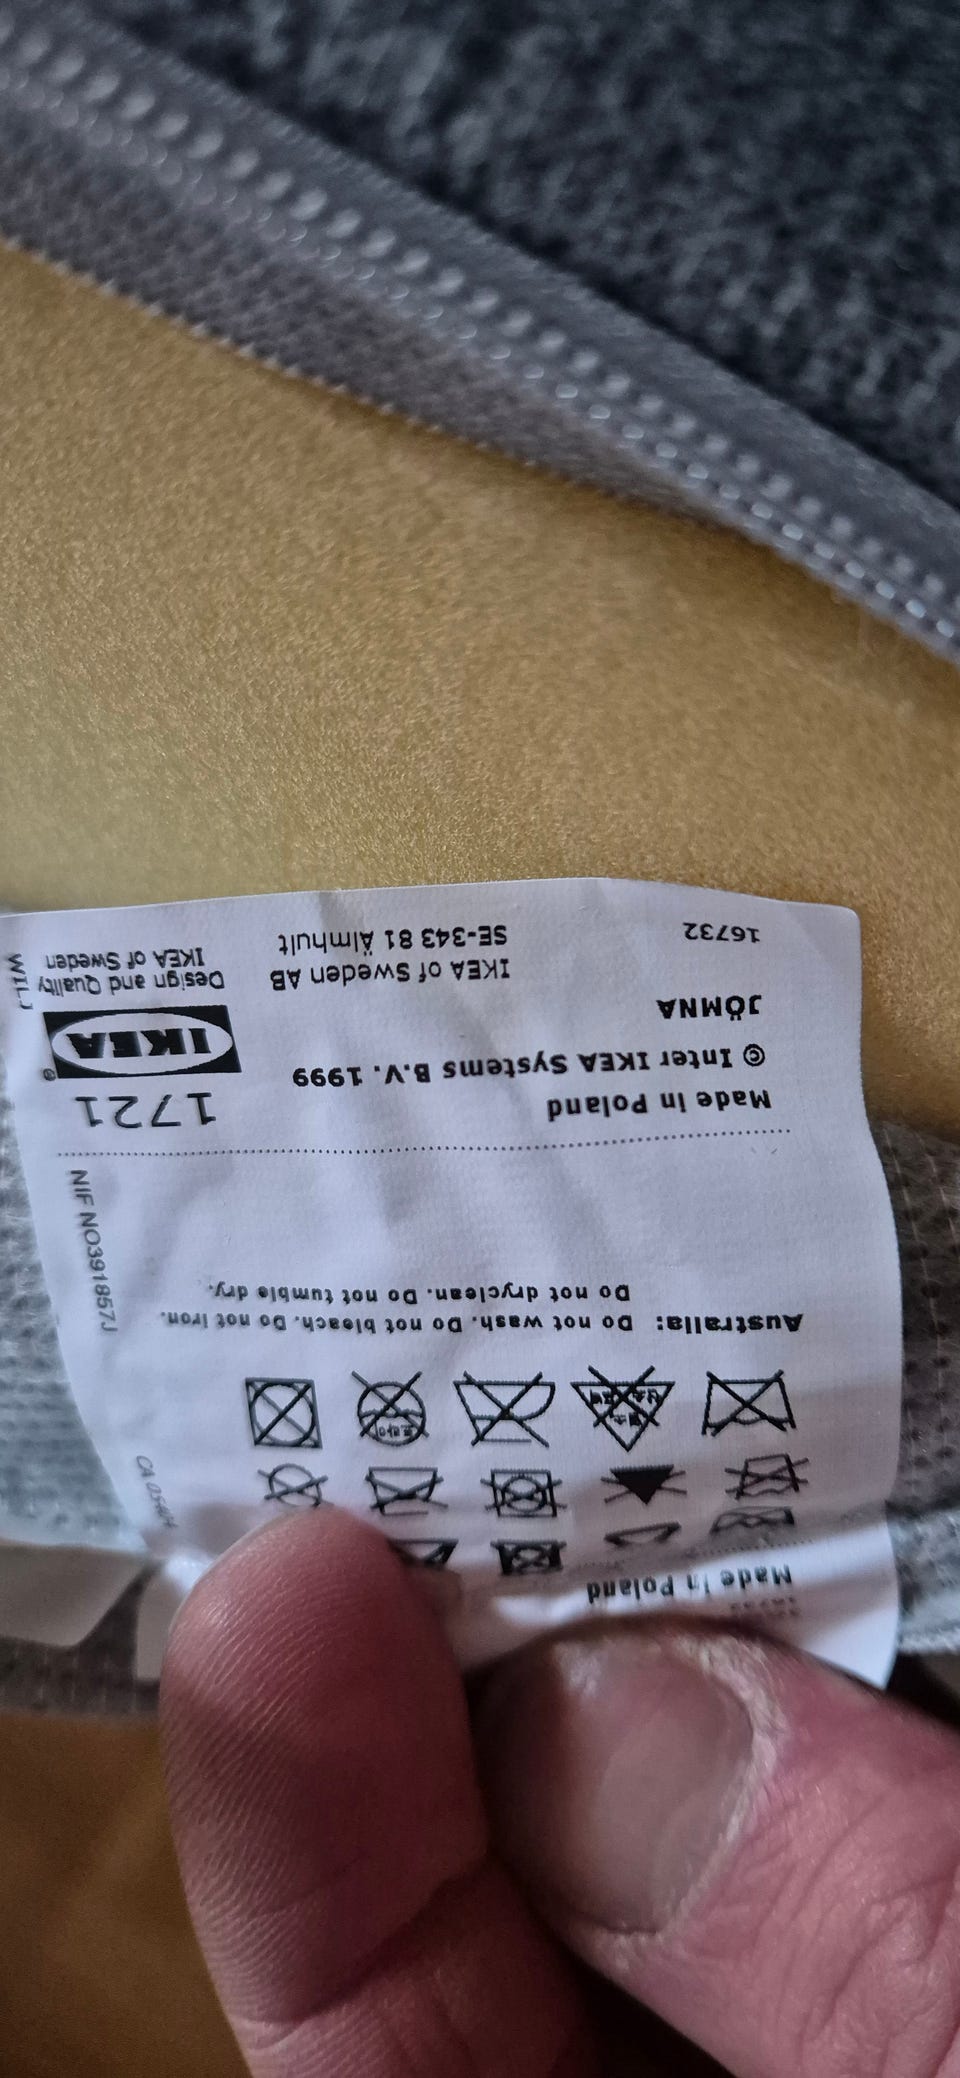 Made in Poland
Australia: Do not wash. Do not bleach. Do not iron.
Do not dryclean. Do not tumble dry.
NIF NO391857J
Made in Poland
© Inter IKEA Systems B.V. 1999
JÖMNA
16732
IKEA of Sweden AB
SE-343 81 Älmhult
1721
IKEA®
Design and Quality
IKEA of Sweden